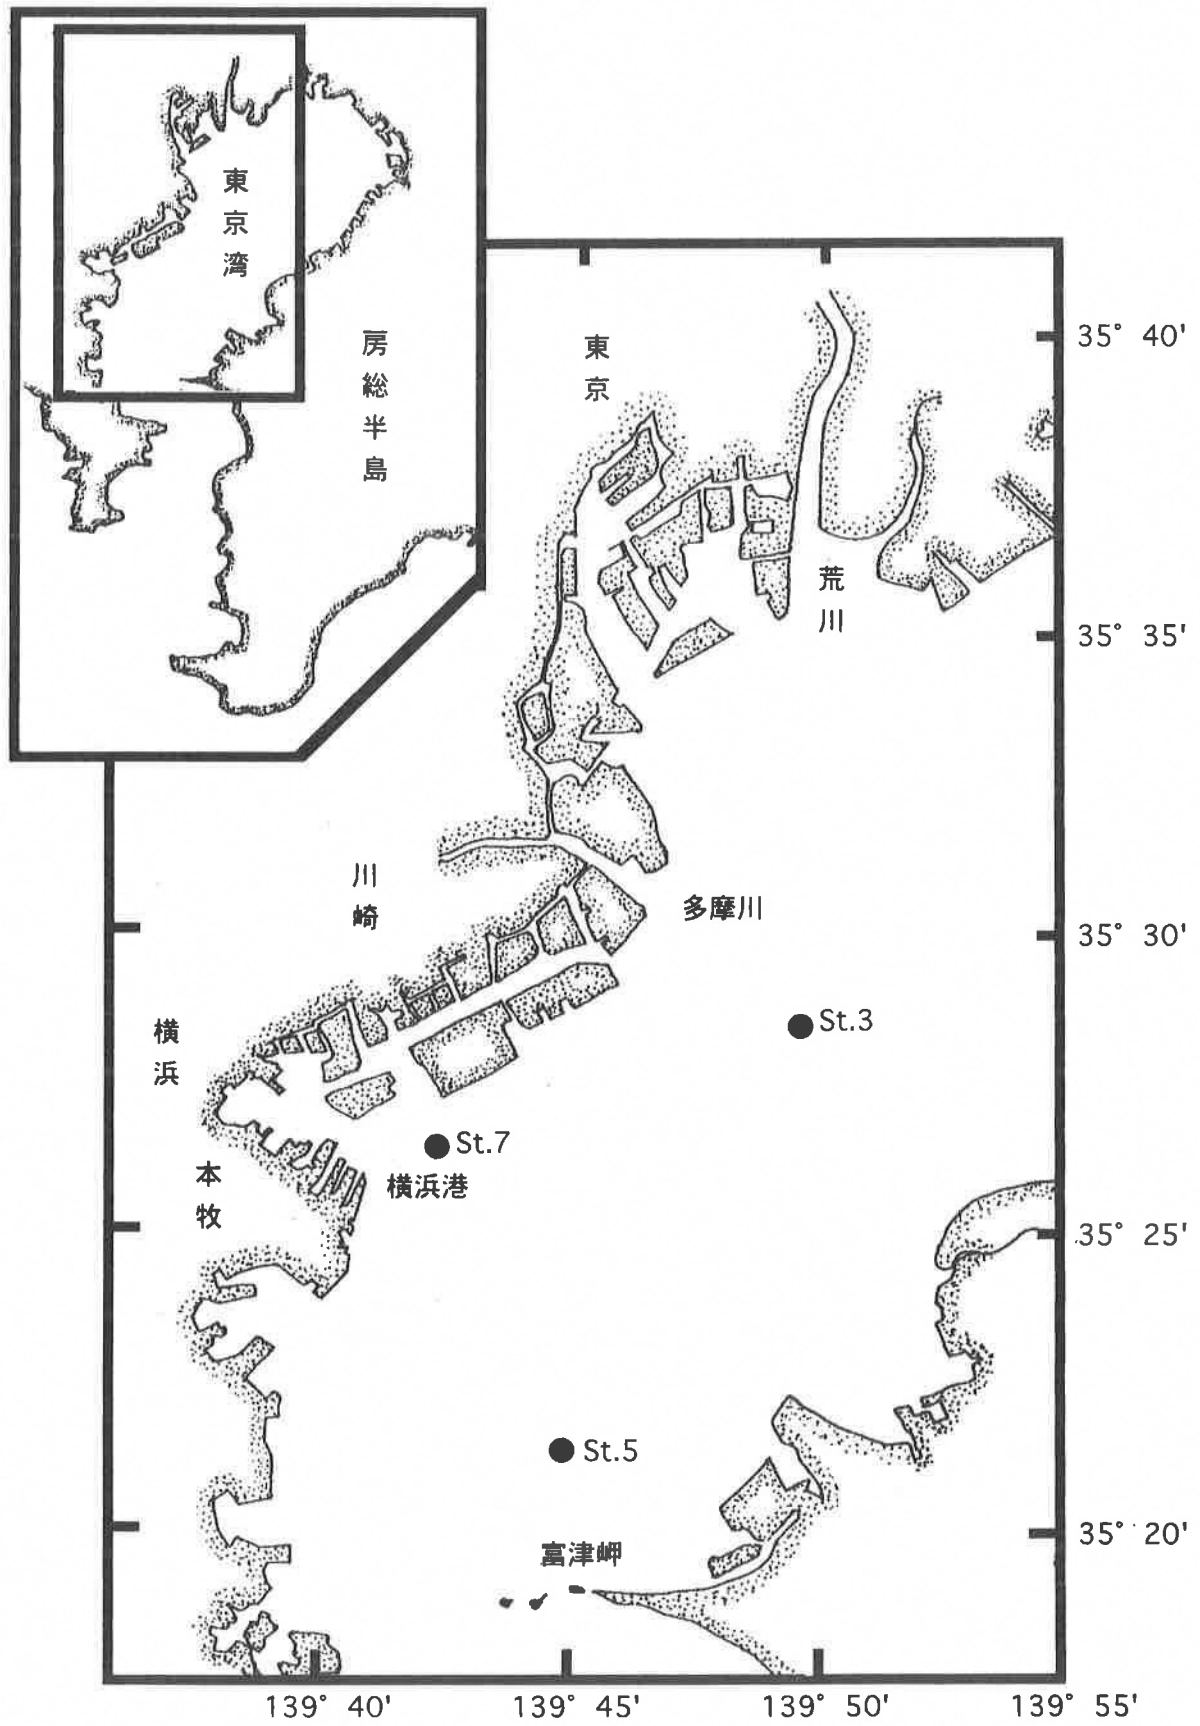 東京湾
房総半島
東京
荒川
川崎
多摩川
横浜
St.3
St.7
横浜港
本牧
St.5
富津岬
35° 40'
35° 35'
35° 30'
35° 25'
35° 20'
139° 40'
139° 45'
139° 50'
139° 55'